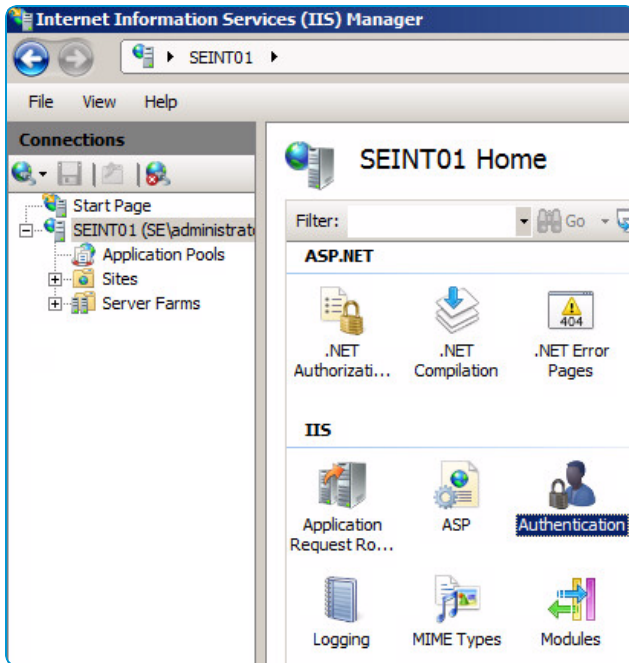 Internet Information Services (IIS) Manager
SEINT01
File View Help
Connections
Start Page
SEINT01 (SE\administrat
Application Pools
Sites
Server Farms
SEINT01 Home
Filter: Go
ASP.NET
.NET Authorizati...
.NET Compilation
.NET Error Pages
404
IIS
Application Request Ro...
ASP
Authentication
Logging
MIME Types
Modules